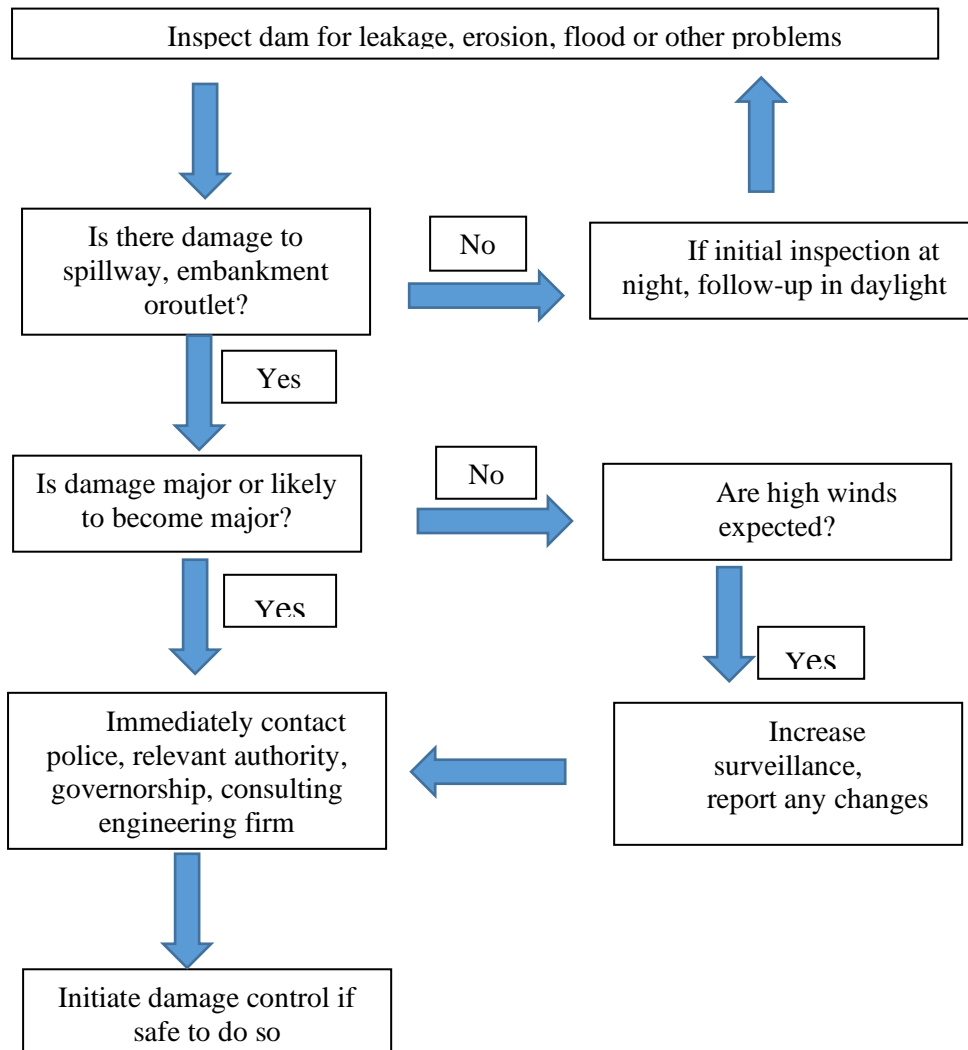 Inspect dam for leakage, erosion, flood or other problems
Is there damage to
spillway, embankment
oroutlet?
No
If initial inspection at
night, follow-up in daylight
Yes
Is damage major or likely
to become major?
No
Are high winds
expected?
Yes
Yes
Immediately contact
police, relevant authority,
governorship, consulting
engineering firm
Increase
surveillance,
report any changes
Initiate damage control if
safe to do so